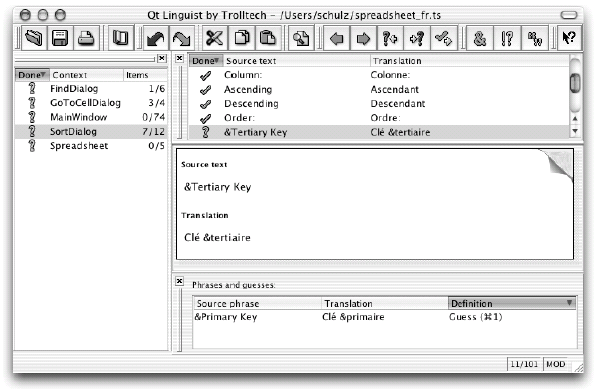 Qt Linguist by Trolltech - /Users/schulz/spreadsheet_fr.ts
Done Context Items
? FindDialog 1/6
? GoToCellDialog 3/4
? MainWindow 0/74
? SortDialog 7/12
? Spreadsheet 0/5
Done Source text Translation
Column: Colonne:
Ascending Ascendant
Descending Descendant
Order: Ordre:
? &Tertiary Key Clé &tertiaire
Source text
&Tertiary Key
Translation
Clé &tertiaire
Phrases and guesses:
Source phrase Translation Definition
&Primary Key Clé &primaire Guess (⌘1)
11/101 MOD